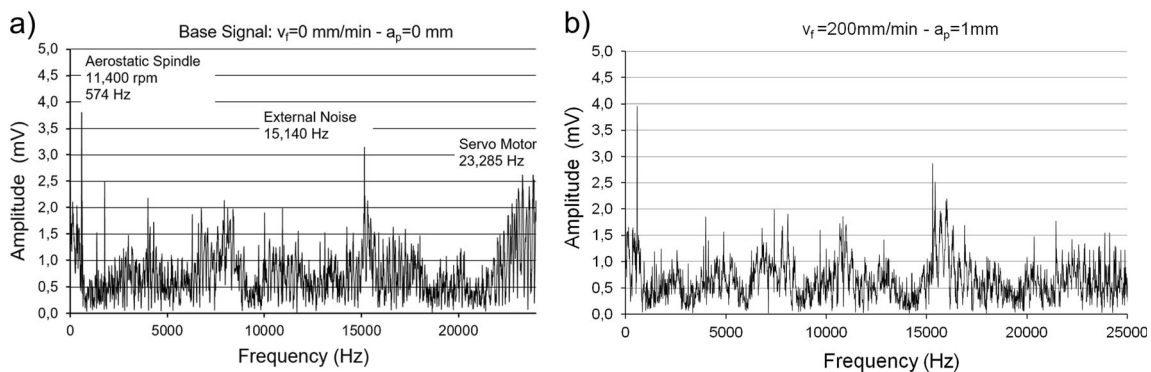 a)
Base Signal: vf=0 mm/min - ap=0 mm
Amplitude (mV)
5,0
4,5
4,0
3,5
3,0
2,5
2,0
1,5
1,0
0,5
0,0
Aerostatic Spindle
11,400 rpm
574 Hz
External Noise
15,140 Hz
Servo Motor
23,285 Hz
0 5000 10000 15000 20000
Frequency (Hz)
b)
vf =200mm/min - ap=1mm
Amplitude (mV)
5,0
4,5
4,0
3,5
3,0
2,5
2,0
1,5
1,0
0,5
0,0
0 5000 10000 15000 20000 25000
Frequency (Hz)